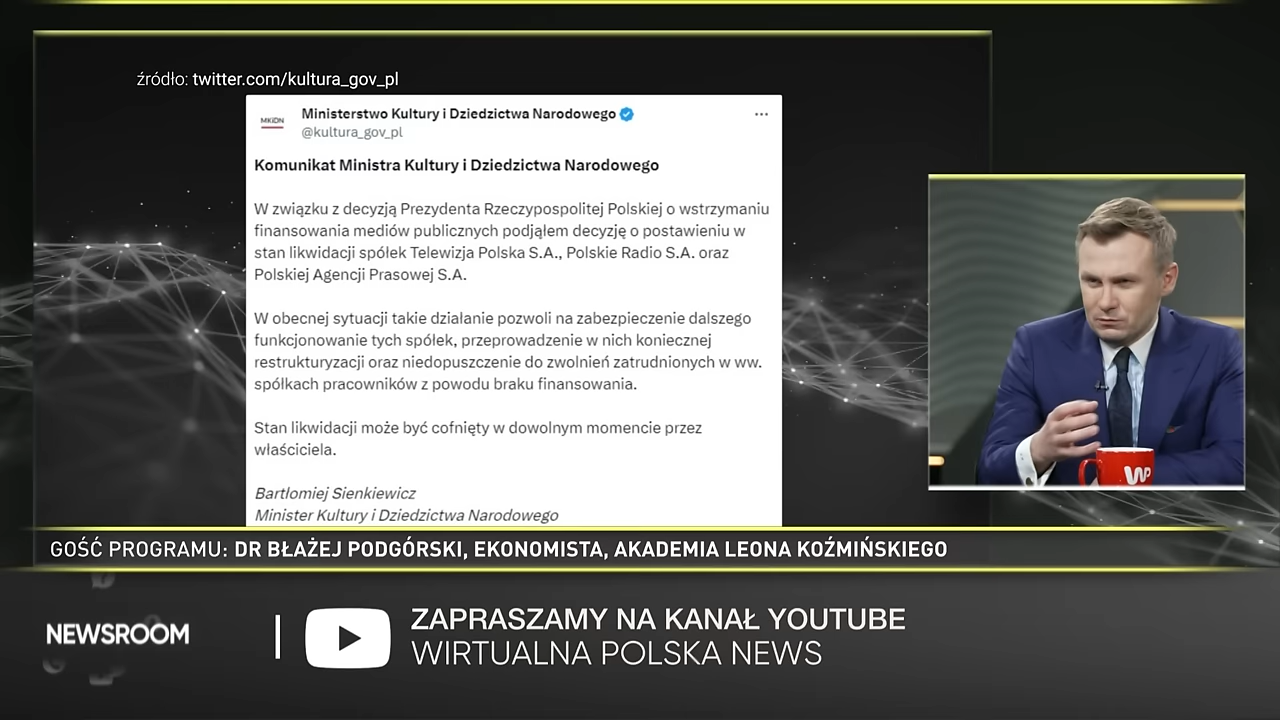 źródło: twitter.com/kultura_gov_pl
MKiDN
Ministerstwo Kultury i Dziedzictwa Narodowego
@kultura_gov_pl
Komunikat Ministra Kultury i Dziedzictwa Narodowego
W związku z decyzją Prezydenta Rzeczypospolitej Polskiej o wstrzymaniu
finansowania mediów publicznych podjąłem decyzję o postawieniu w
stan likwidacji spółek Telewizja Polska S.A., Polskie Radio S.A. oraz
Polskiej Agencji Prasowej S.A.
W obecnej sytuacji takie działanie pozwoli na zabezpieczenie dalszego
funkcjonowanie tych spółek, przeprowadzenie w nich koniecznej
restrukturyzacji oraz niedopuszczenie do zwolnień zatrudnionych w ww.
spółkach pracowników z powodu braku finansowania.
Stan likwidacji może być cofnięty w dowolnym momencie przez
właściciela.
Bartłomiej Sienkiewicz
Minister Kultury i Dziedzictwa Narodowego
WP
GOŚĆ PROGRAMU: DR BŁAŻEJ PODGÓRSKI, EKONOMISTA, AKADEMIA LEONA KOŹMIŃSKIEGO
NEWSROOM
ZAPRASZAMY NA KANAŁ YOUTUBE
WIRTUALNA POLSKA NEWS